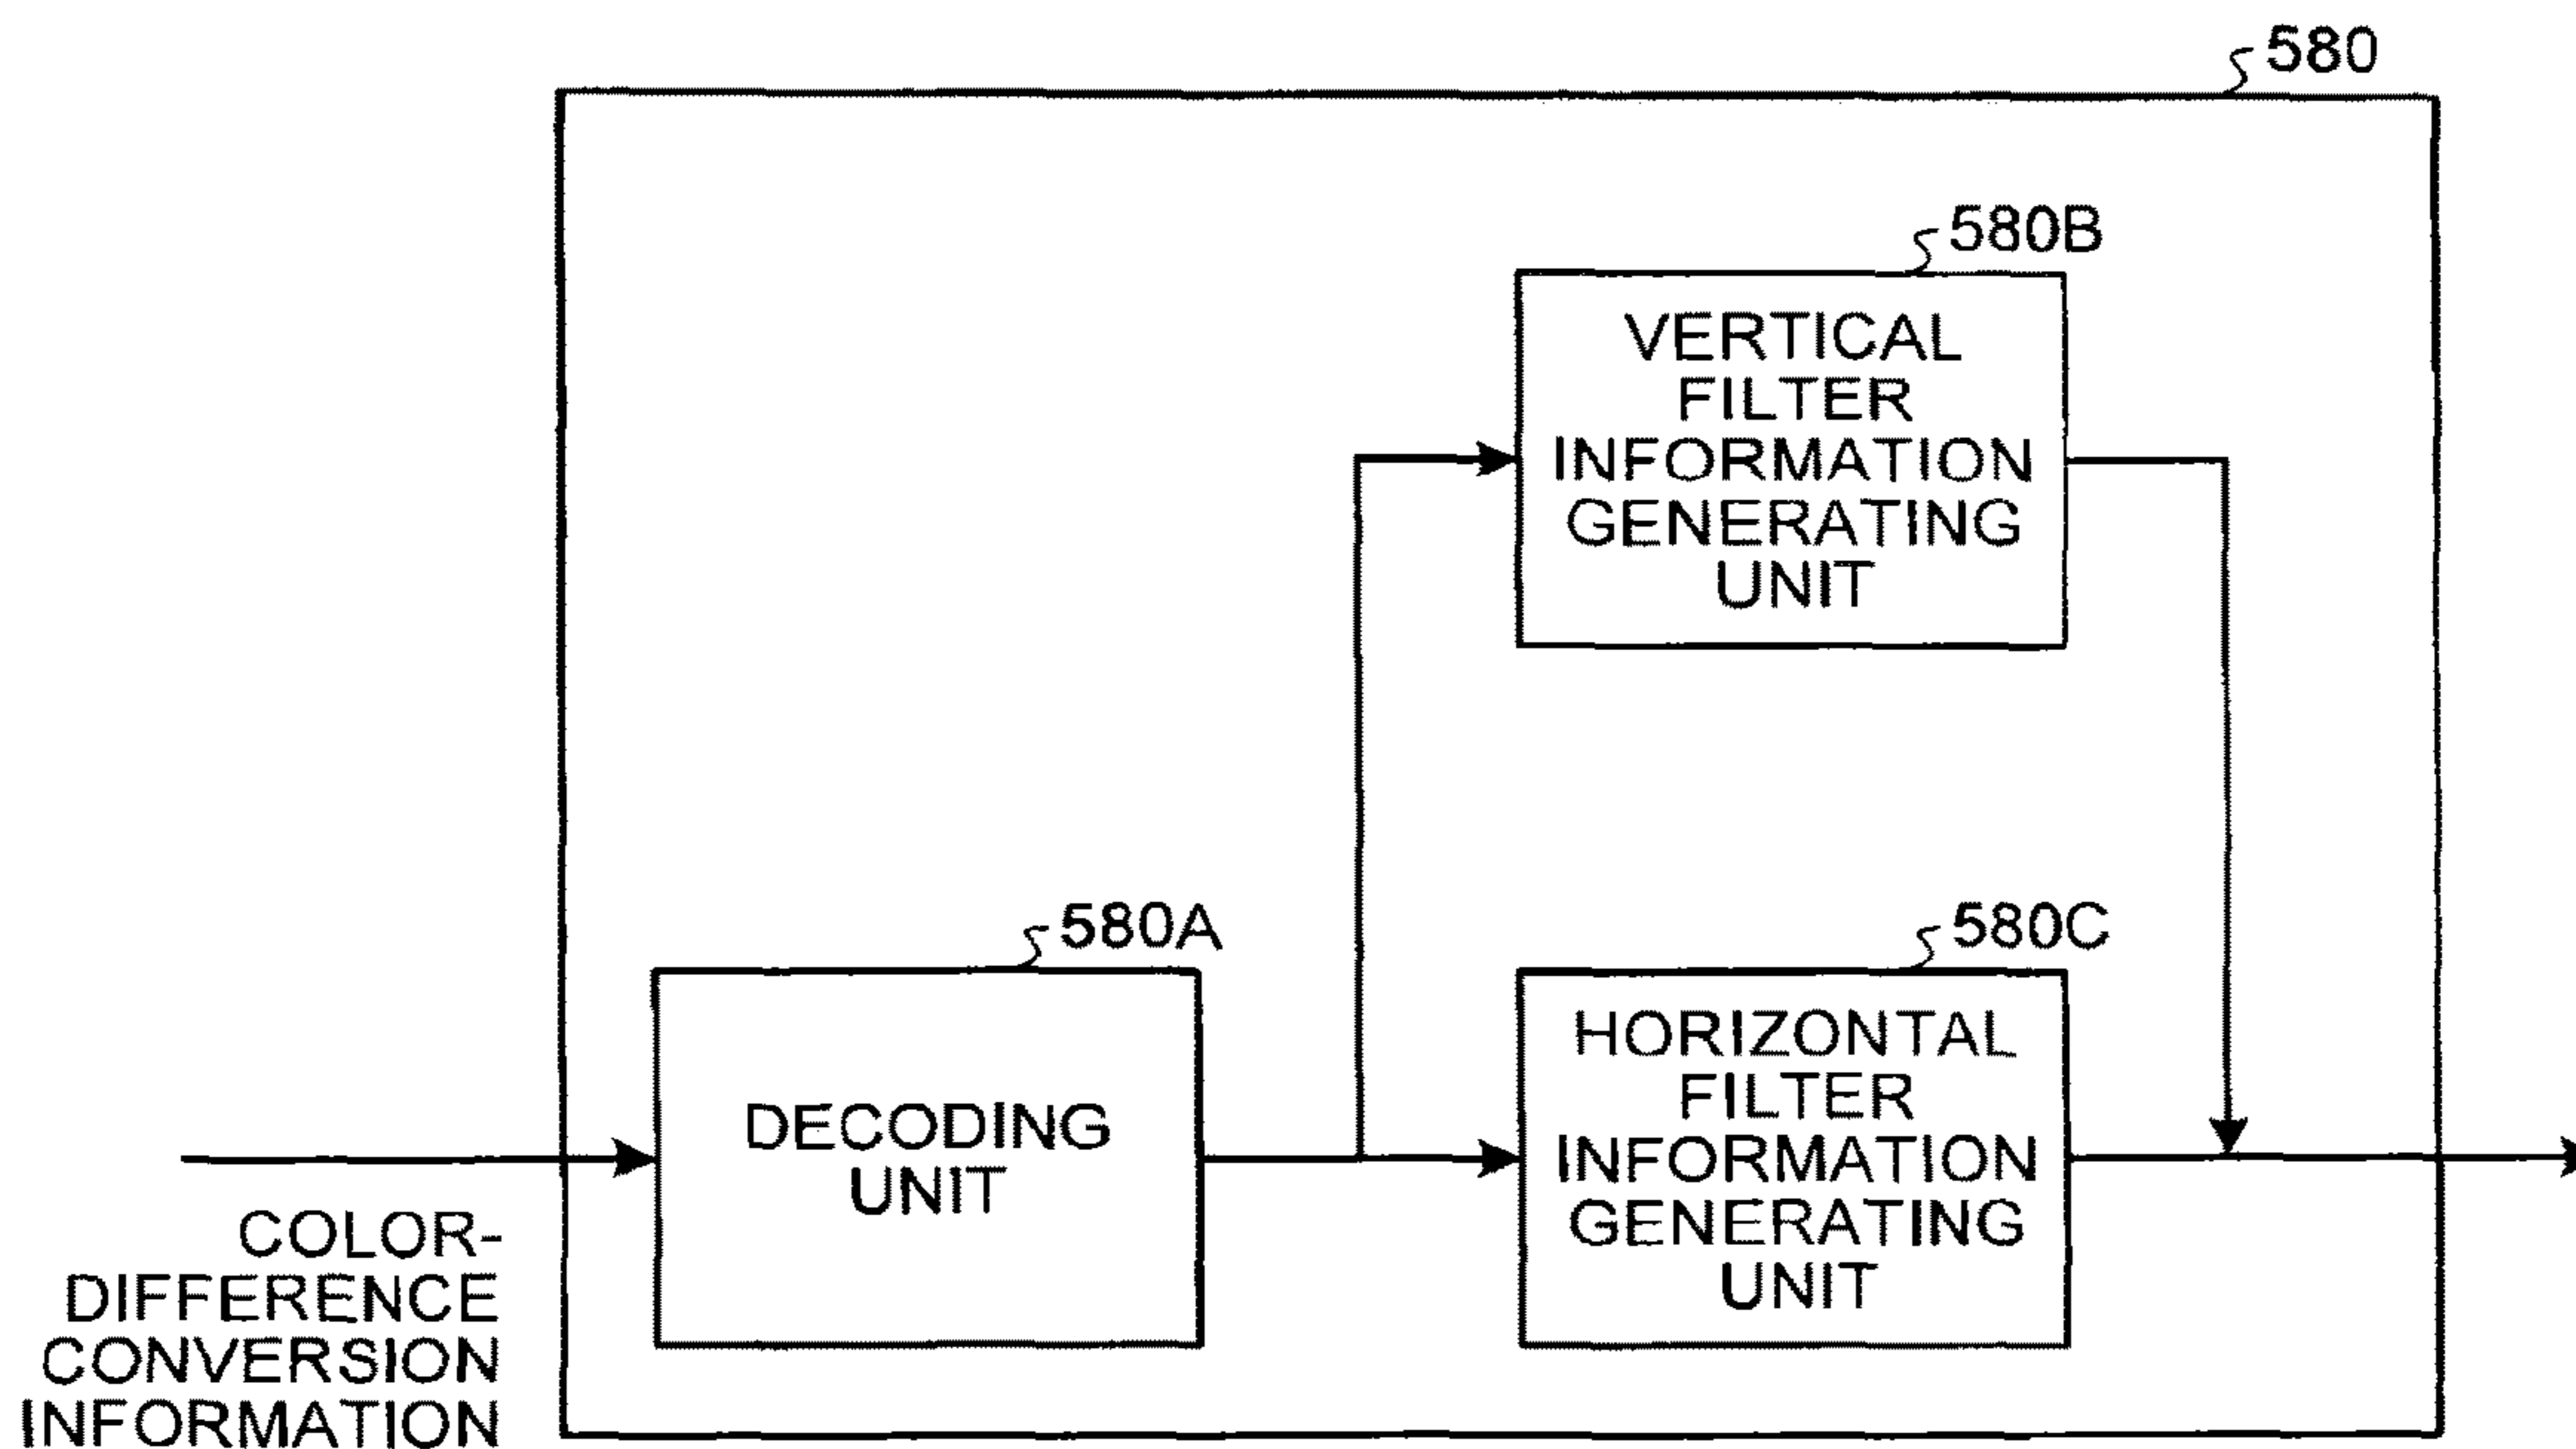 580
580B
VERTICAL
FILTER
INFORMATION
GENERATING
UNIT
580A
DECODING
UNIT
580C
HORIZONTAL
FILTER
INFORMATION
GENERATING
UNIT
COLOR-
DIFFERENCE
CONVERSION
INFORMATION